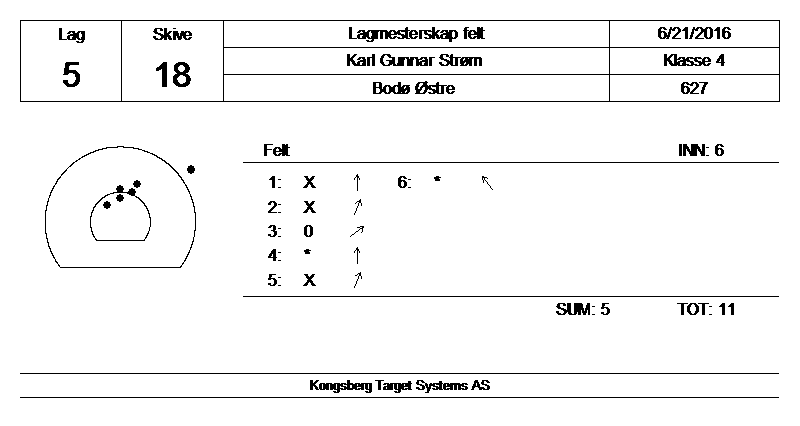 Lag Skive Lagmesterskap felt 6/21/2016
5 18 Karl Gunnar Strøm Klasse 4
Bodø Østre 627
Felt INN: 6
1: X ↑ 6: * ↖
2: X ↗
3: 0 ↗
4: * ↑
5: X ↗
SUM: 5 TOT: 11
Kongsberg Target Systems AS